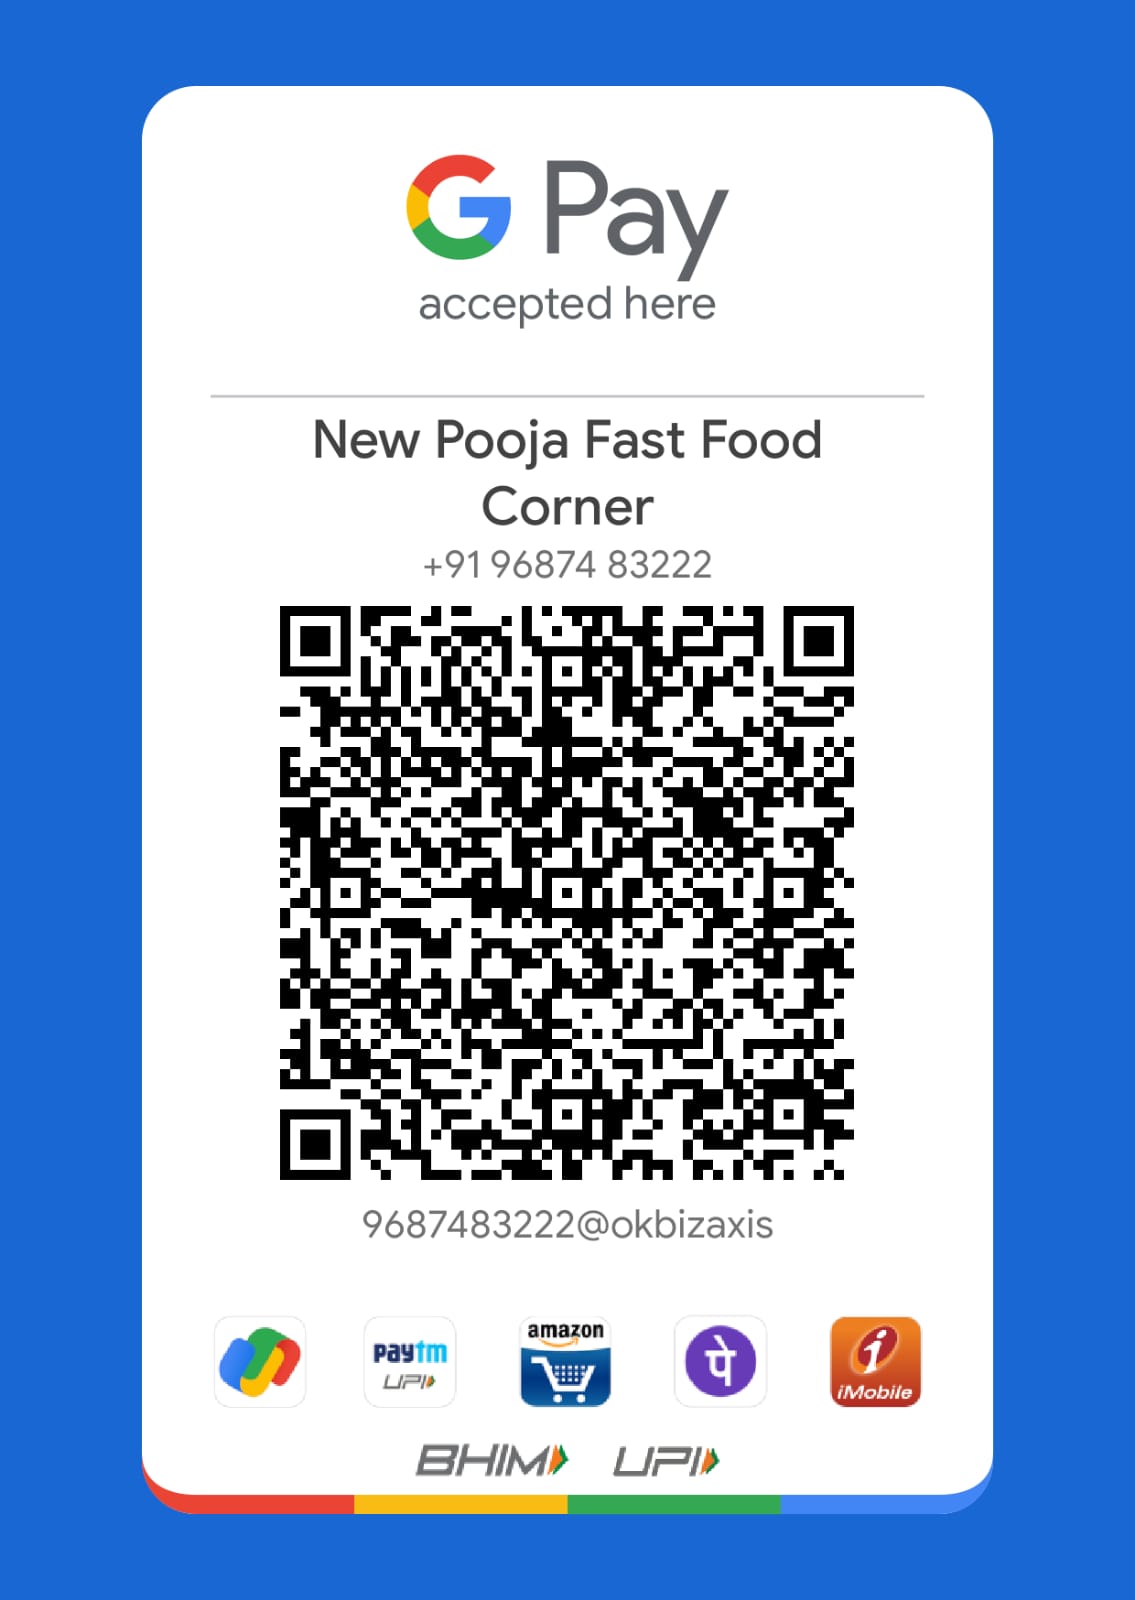 G Pay
accepted here
New Pooja Fast Food
Corner
+91 96874 83222
9687483222@okbizaxis
paytm
UPI
amazon
पे
i
iMobile
BHIM UPI